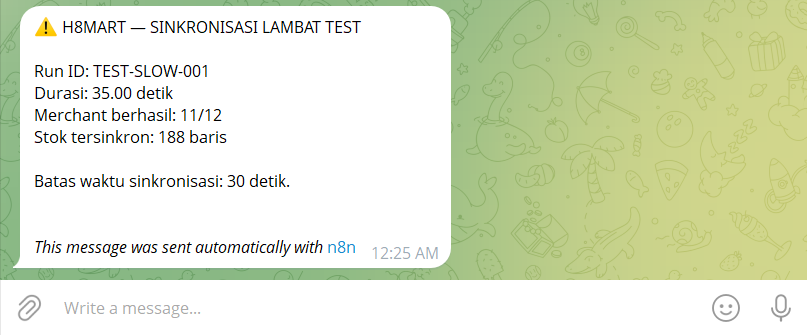 ⚠️ H8MART — SINKRONISASI LAMBAT TEST
Run ID: TEST-SLOW-001
Durasi: 35.00 detik
Merchant berhasil: 11/12
Stok tersinkron: 188 baris
Batas waktu sinkronisasi: 30 detik.
This message was sent automatically with n8n
12:25 AM
Write a message...